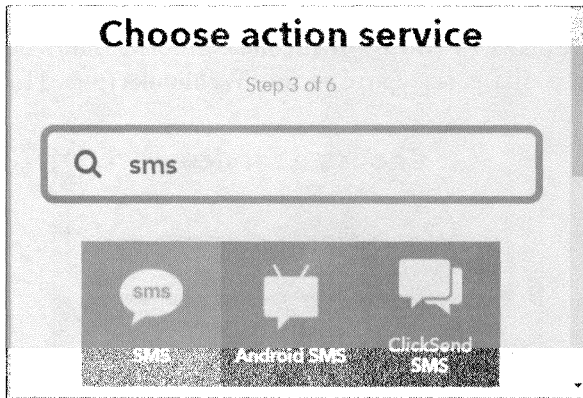 Choose action service
Step 3 of 6
sms
sms
SMS
Android SMS
ClickSend
SMS